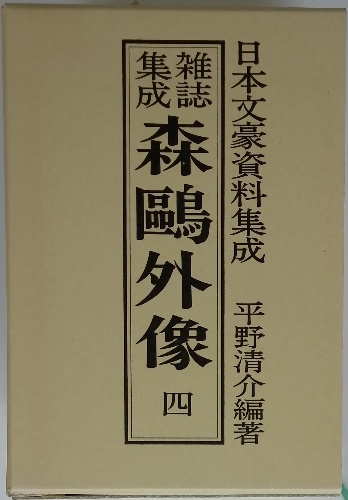 日本文豪資料集成　平野清介編著
雑誌
集成
森鷗外像　四